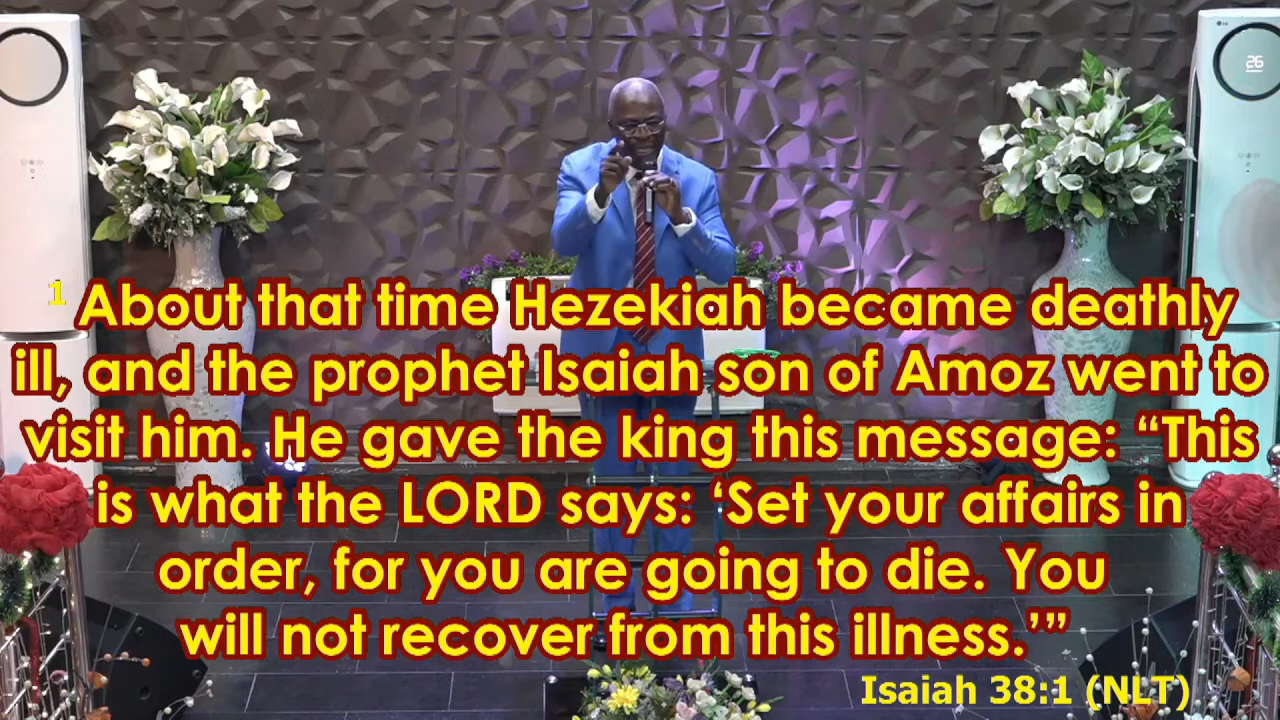 LG
26
1 About that time Hezekiah became deathly
ill, and the prophet Isaiah son of Amoz went to
visit him. He gave the king this message: “This
is what the LORD says: ‘Set your affairs in
order, for you are going to die. You
will not recover from this illness.’”
Isaiah 38:1 (NLT)